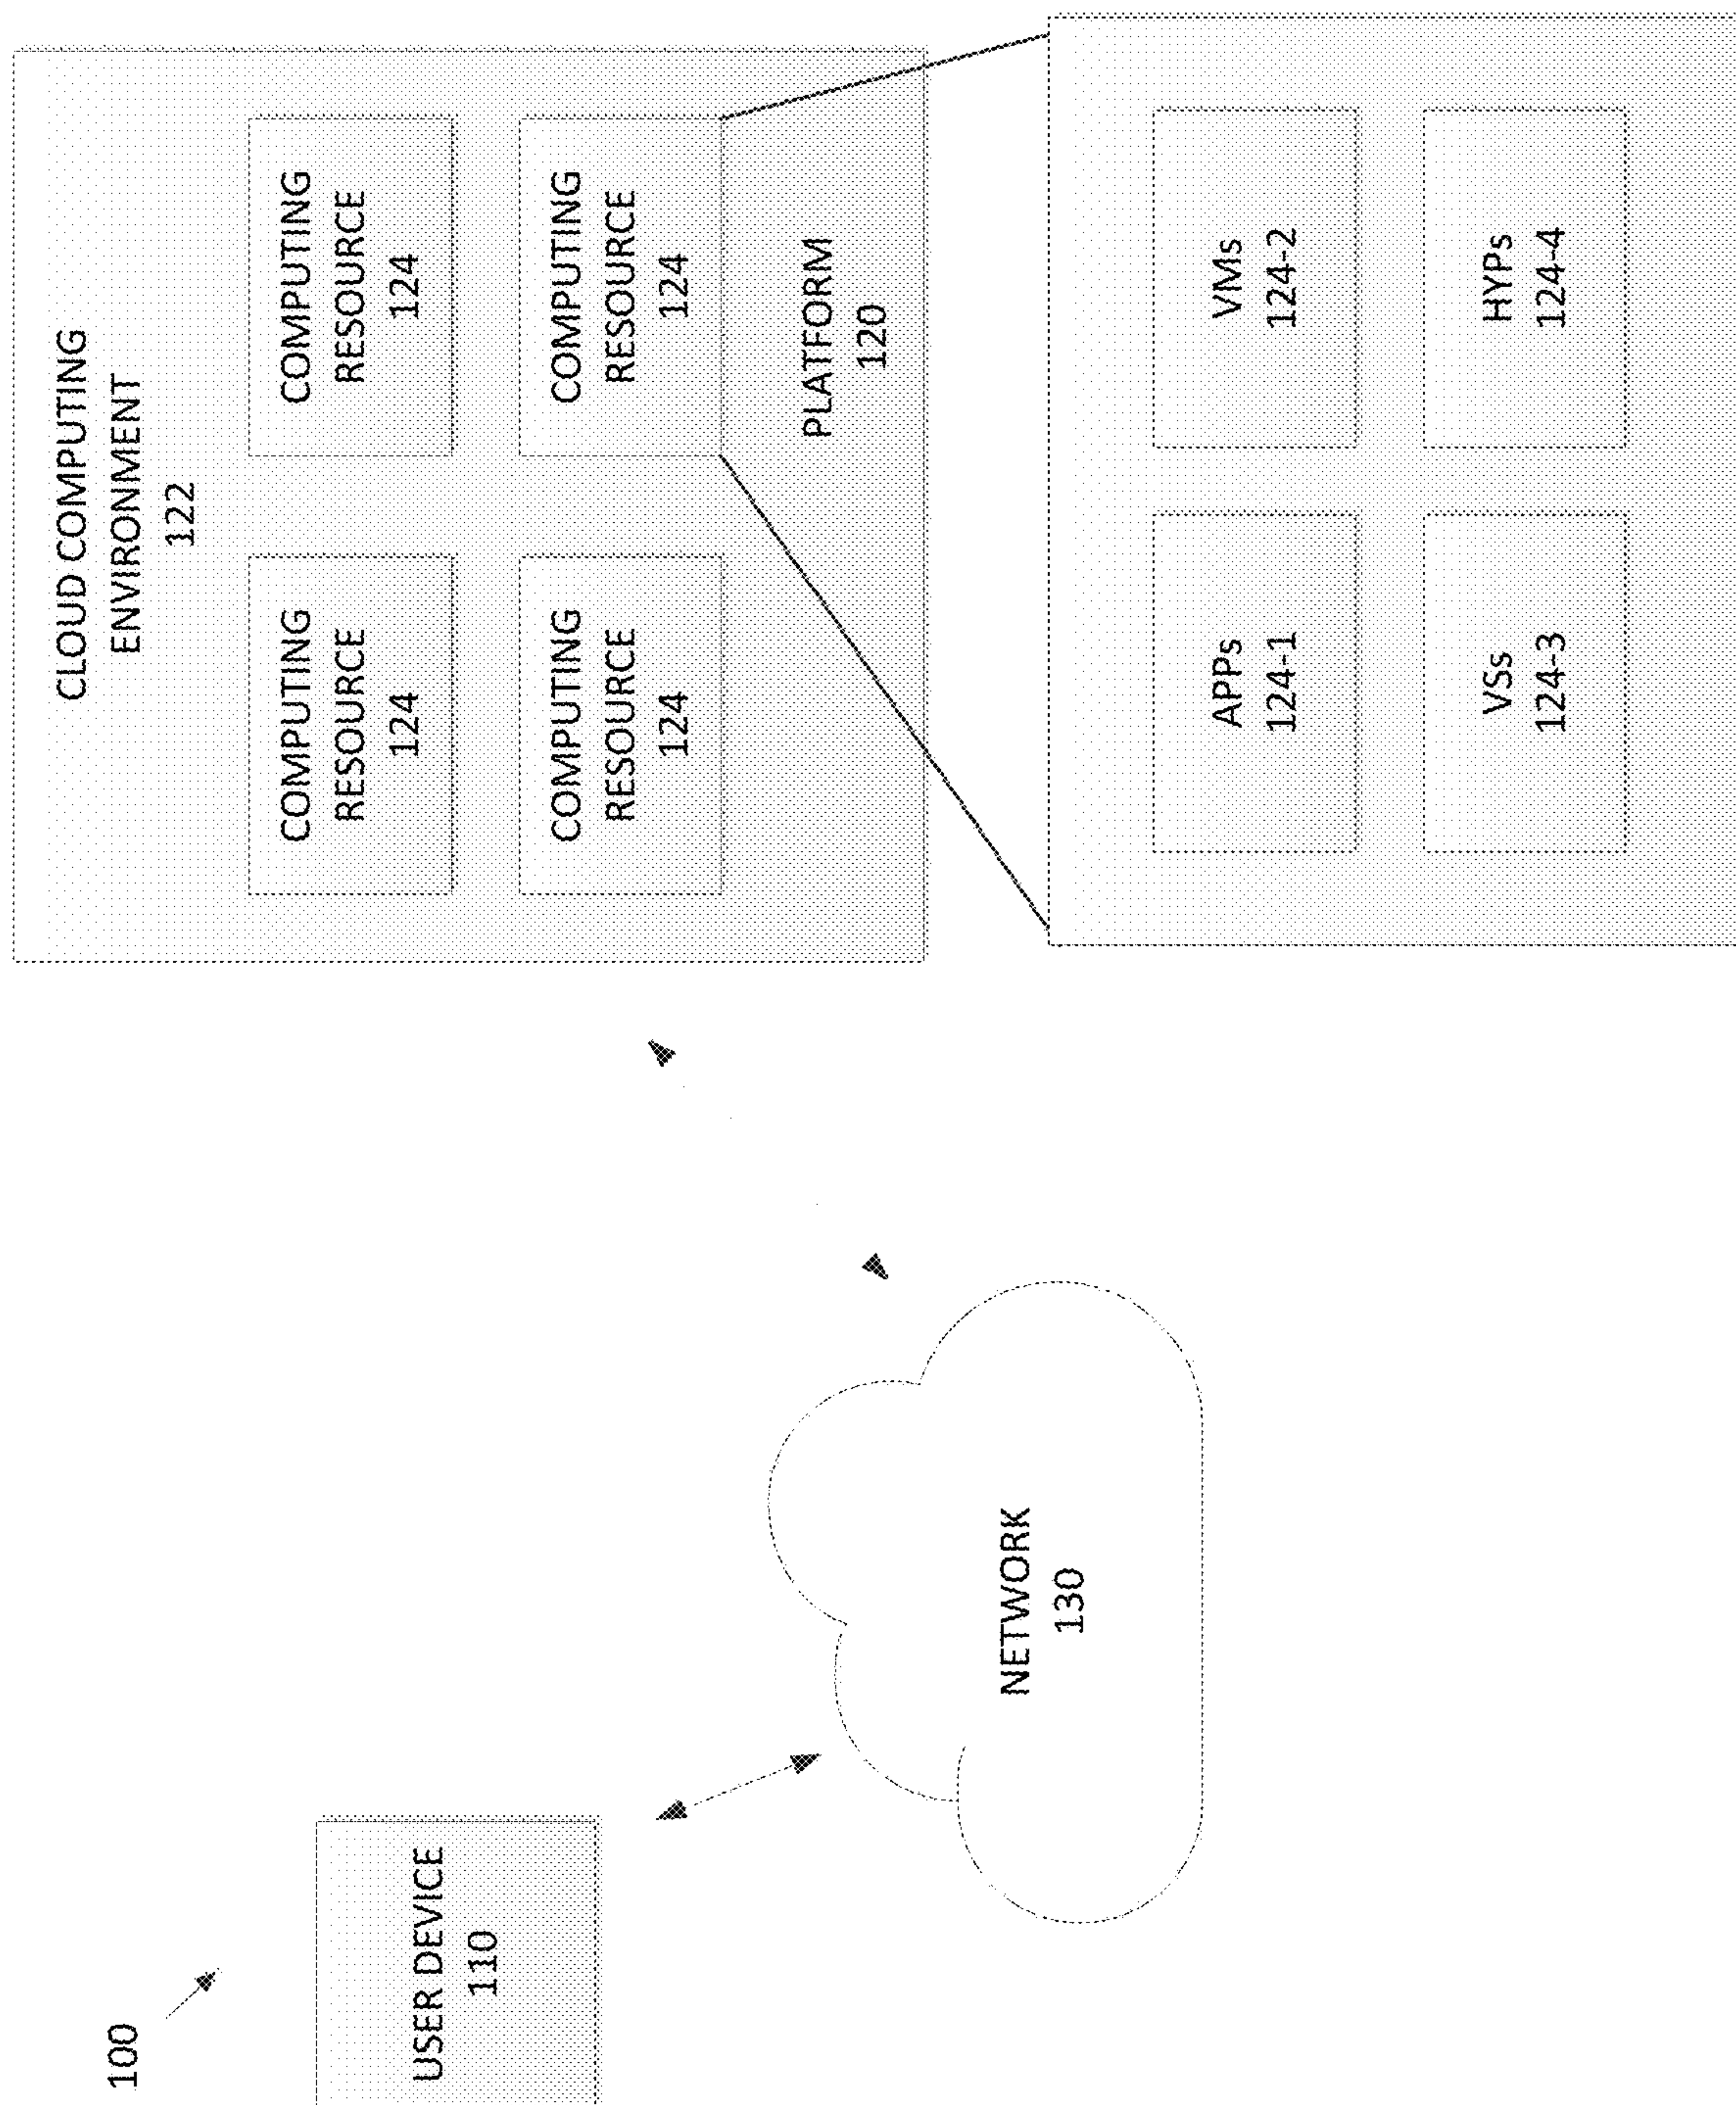 100
USER DEVICE
110
NETWORK
130
CLOUD COMPUTING
ENVIRONMENT
122
COMPUTING
RESOURCE
124
COMPUTING
RESOURCE
124
COMPUTING
RESOURCE
124
COMPUTING
RESOURCE
124
PLATFORM
120
APPs
124-1
VMs
124-2
VSs
124-3
HYPs
124-4